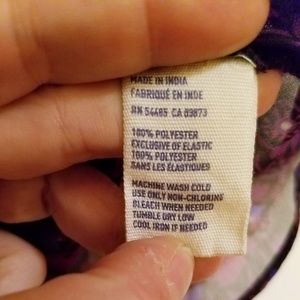 MADE IN INDIA
FABRIQUÉ EN INDE
RN 54485 CA 03873
100% POLYESTER
EXCLUSIVE OF ELASTIC
100% POLYESTER
SANS LES ÉLASTIQUES
MACHINE WASH COLD
USE ONLY NON-CHLORINE
BLEACH WHEN NEEDED
TUMBLE DRY LOW
COOL IRON IF NEEDED